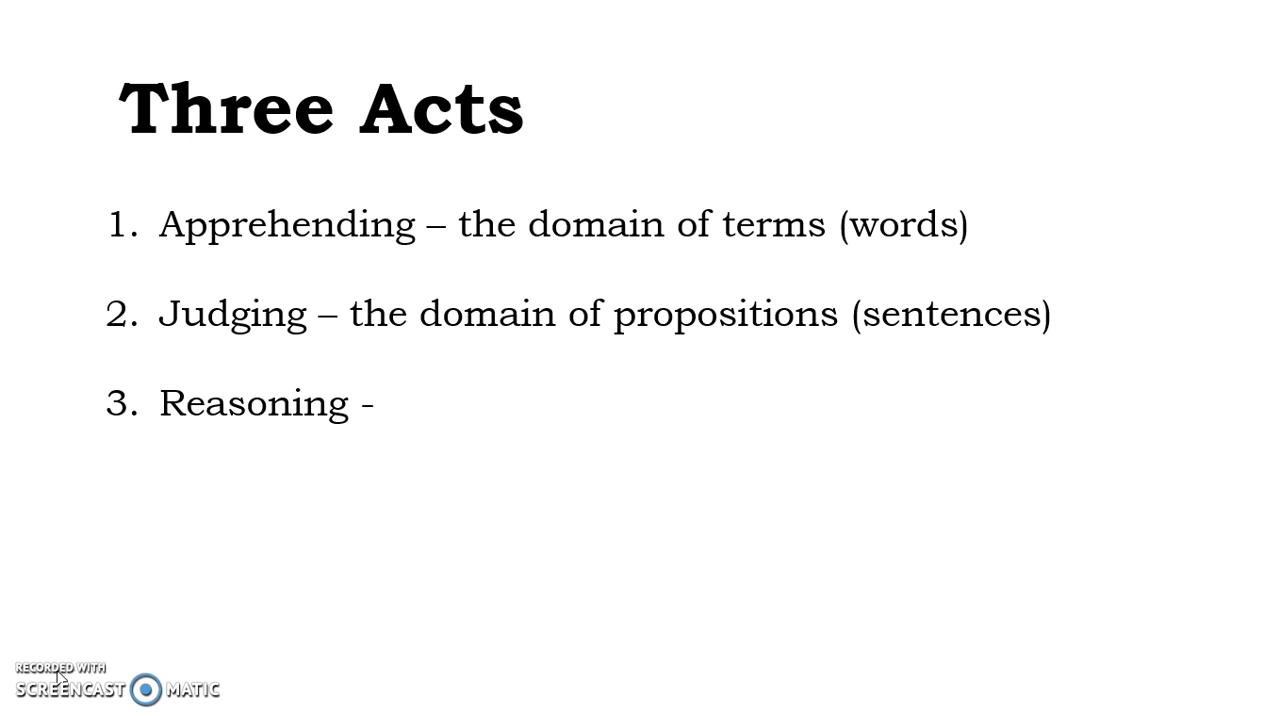 Three Acts
1. Apprehending – the domain of terms (words)
2. Judging – the domain of propositions (sentences)
3. Reasoning -
RECORDED WITH
SCREENCAST MATIC